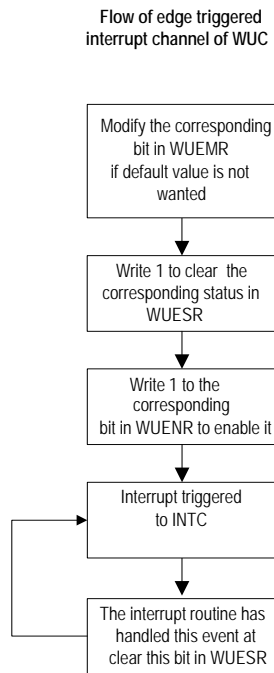 Flow of edge triggered
interrupt channel of WUC
Modify the corresponding
bit in WUEMR
if default value is not
wanted
Write 1 to clear the
corresponding status in
WUESR
Write 1 to the
corresponding
bit in WUENR to enable it
Interrupt triggered
to INTC
The interrupt routine has
handled this event at
clear this bit in WUESR